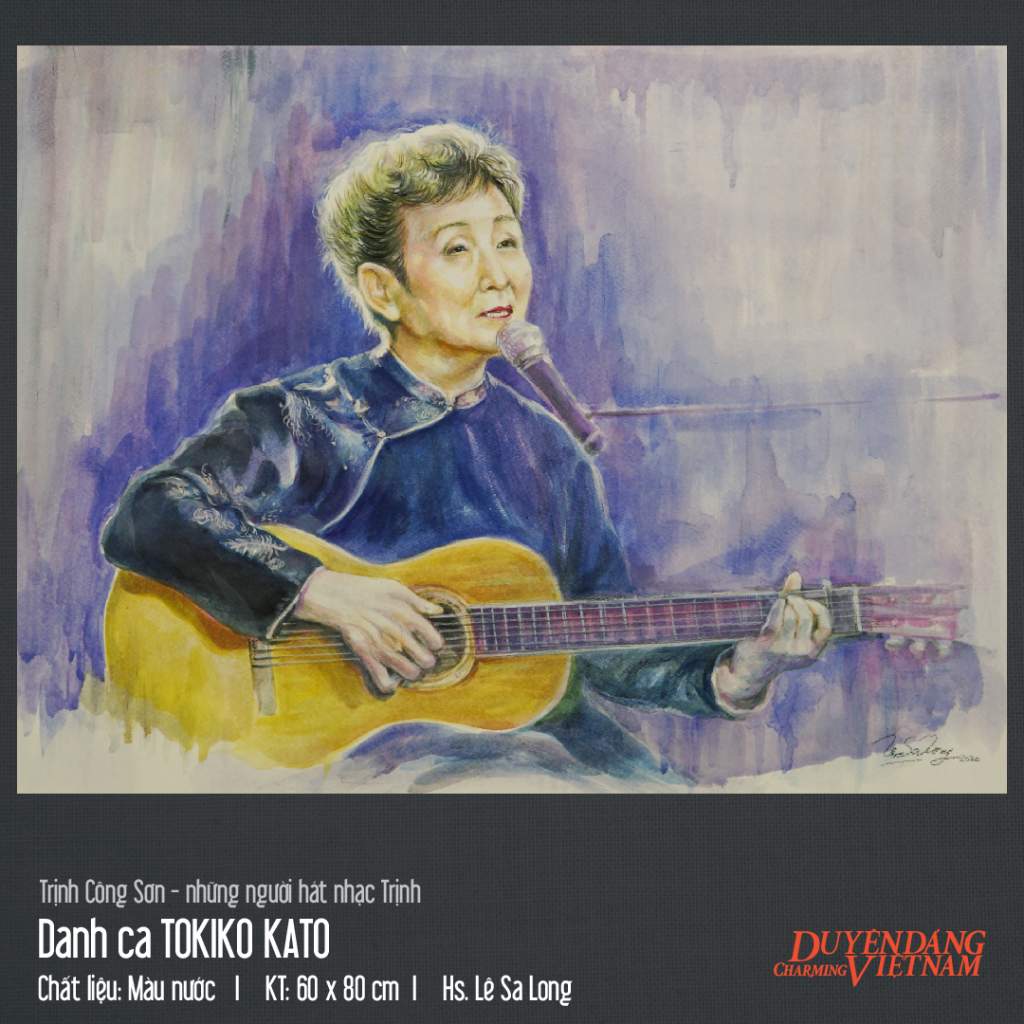 Trịnh Công Sơn - những người hát nhạc Trịnh
Danh ca TOKIKO KATO
Chất liệu: Màu nước | KT: 60 x 80 cm | Hs. Lê Sa Long
DUYÊNDÁNG
CHARMING VIỆTNAM